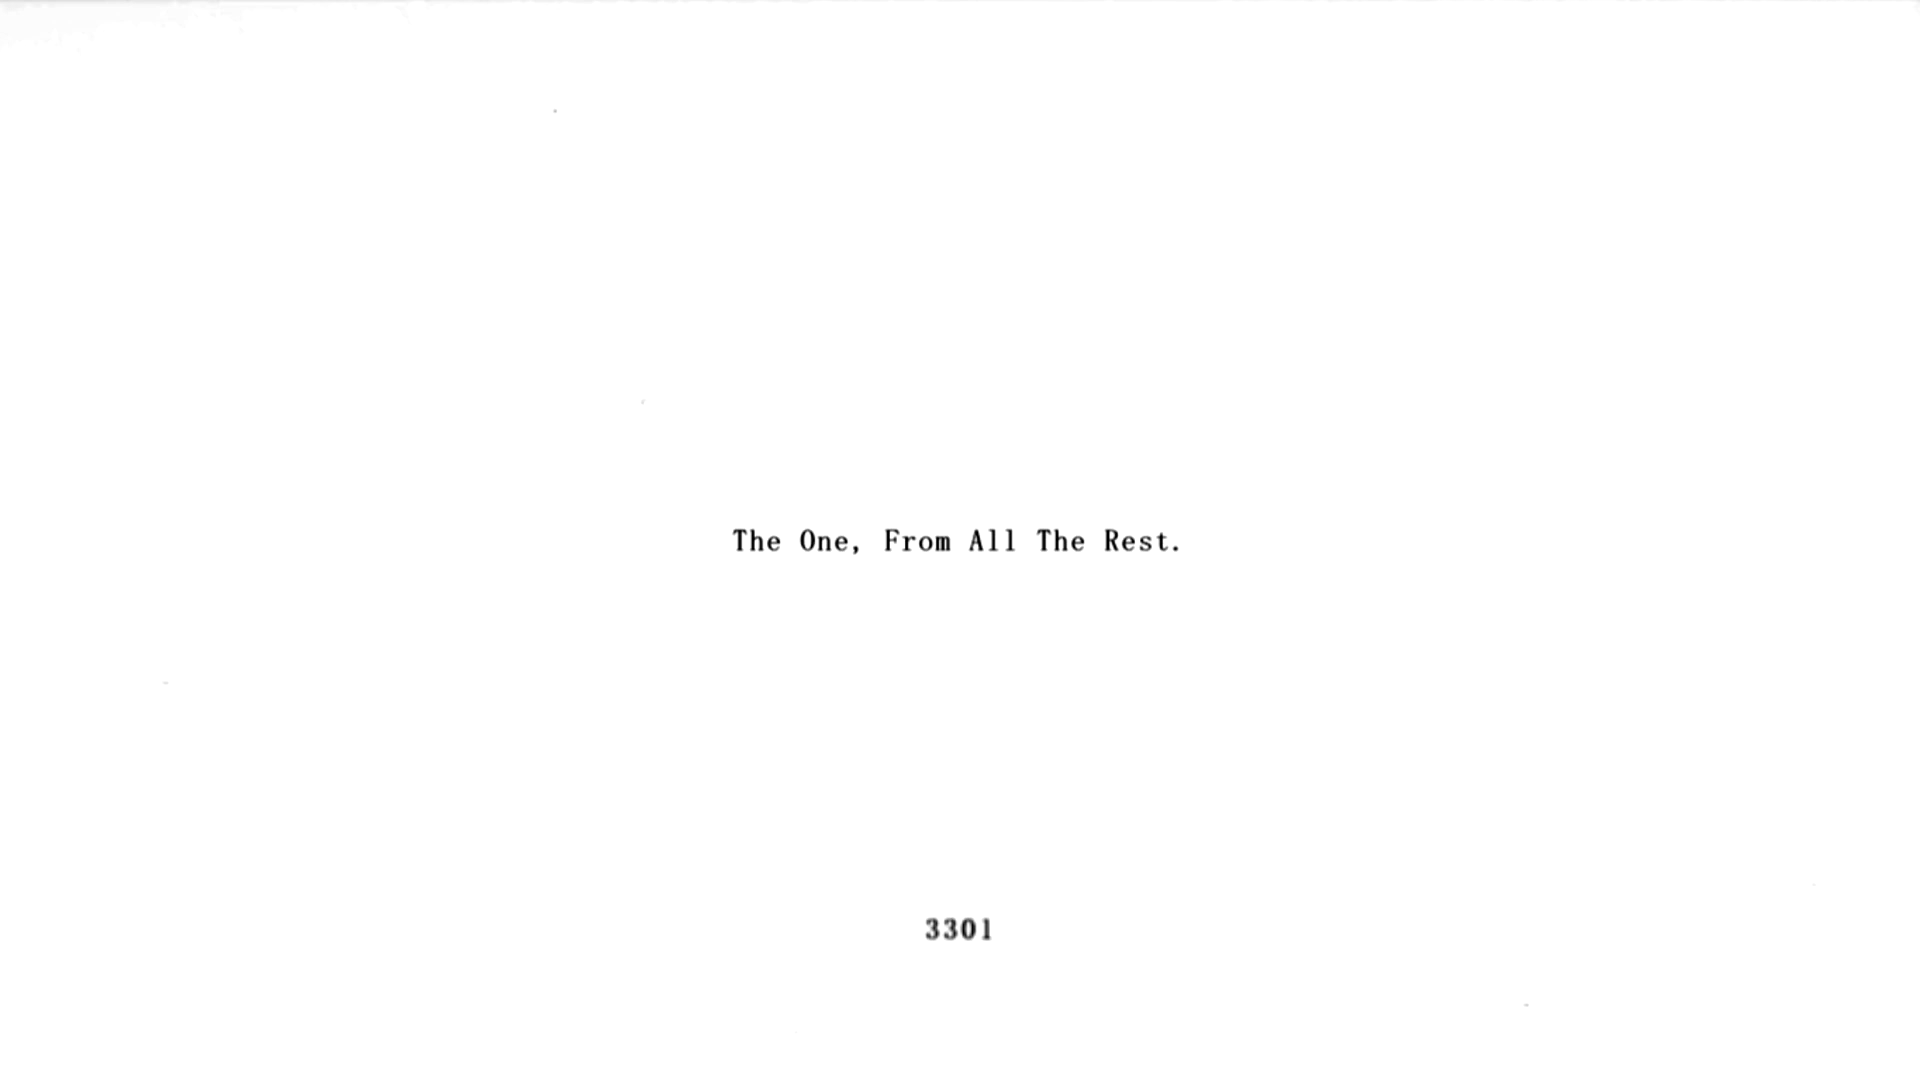 The One, From All The Rest.
3301